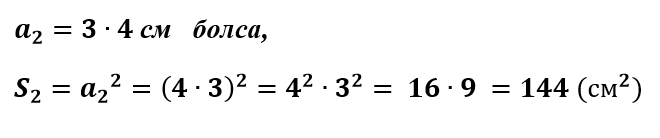 a₂ = 3 · 4 см болса,
S₂ = a₂² = (4 · 3)² = 4² · 3² = 16 · 9 = 144 (см²)